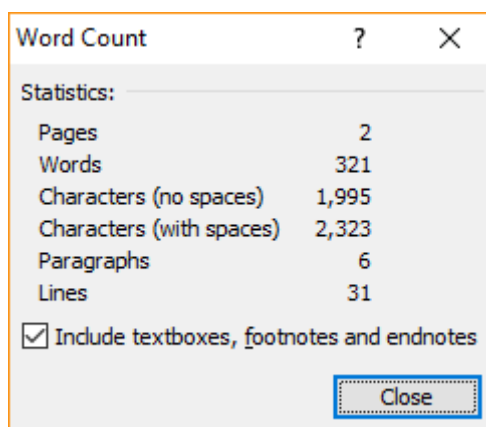 Word Count ? X
Statistics:
Pages 2
Words 321
Characters (no spaces) 1,995
Characters (with spaces) 2,323
Paragraphs 6
Lines 31
Include textboxes, footnotes and endnotes
Close